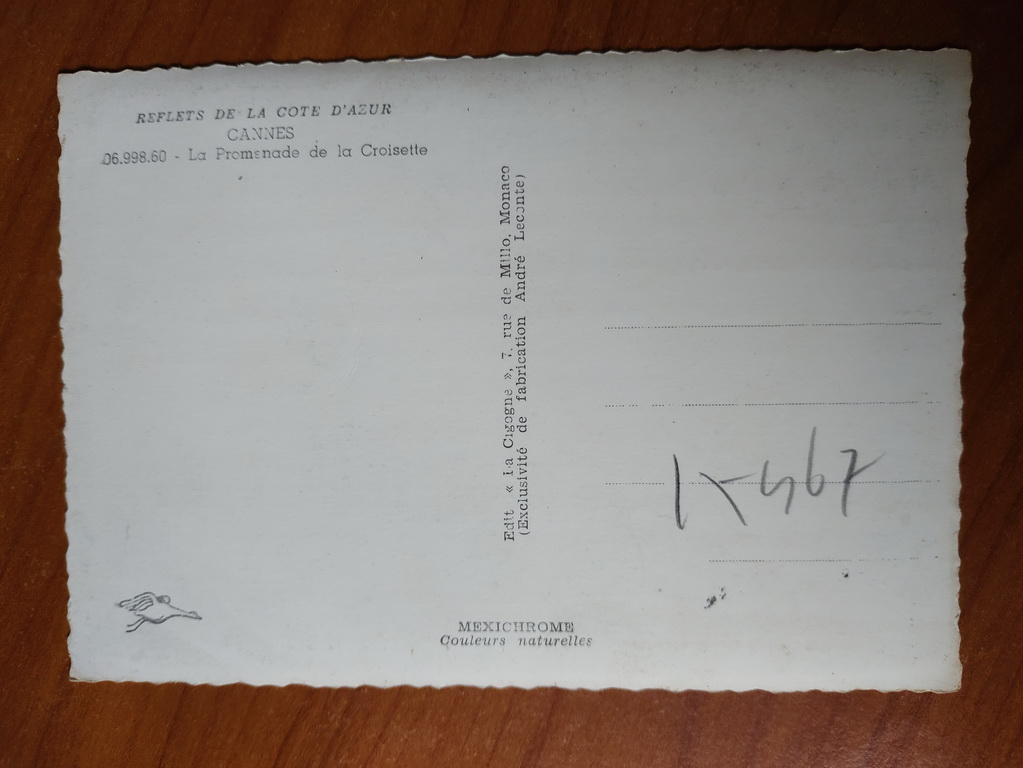 REFLETS DE LA COTE D'AZUR
CANNES
06.998.60 - La Promenade de la Croisette
Edit « La Cigogne », 7, rue de Millo, Monaco
(Exclusivité de fabrication André Leconte)
MEXICHROME
Couleurs naturelles